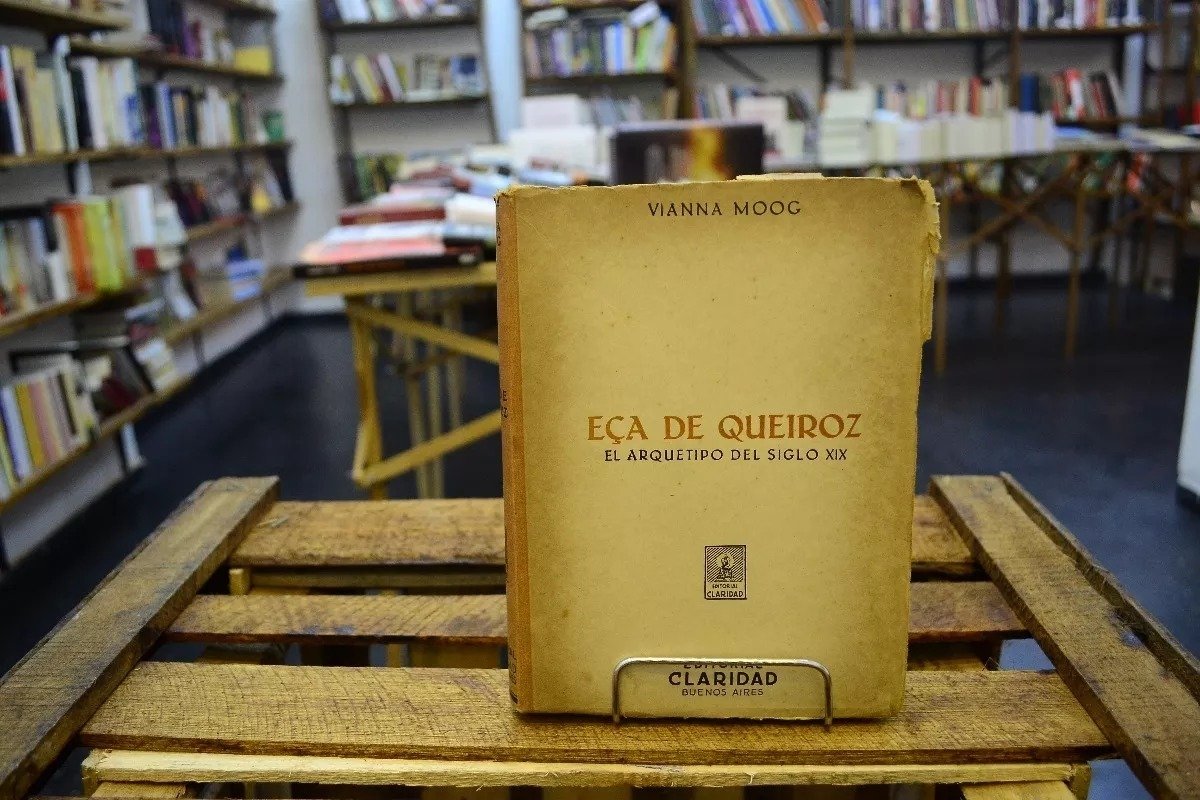 VIANNA MOOG
EÇA DE QUEIROZ
EL ARQUETIPO DEL SIGLO XIX
EDITORIAL
CLARIDAD
EDITORIAL
CLARIDAD
BUENOS AIRES